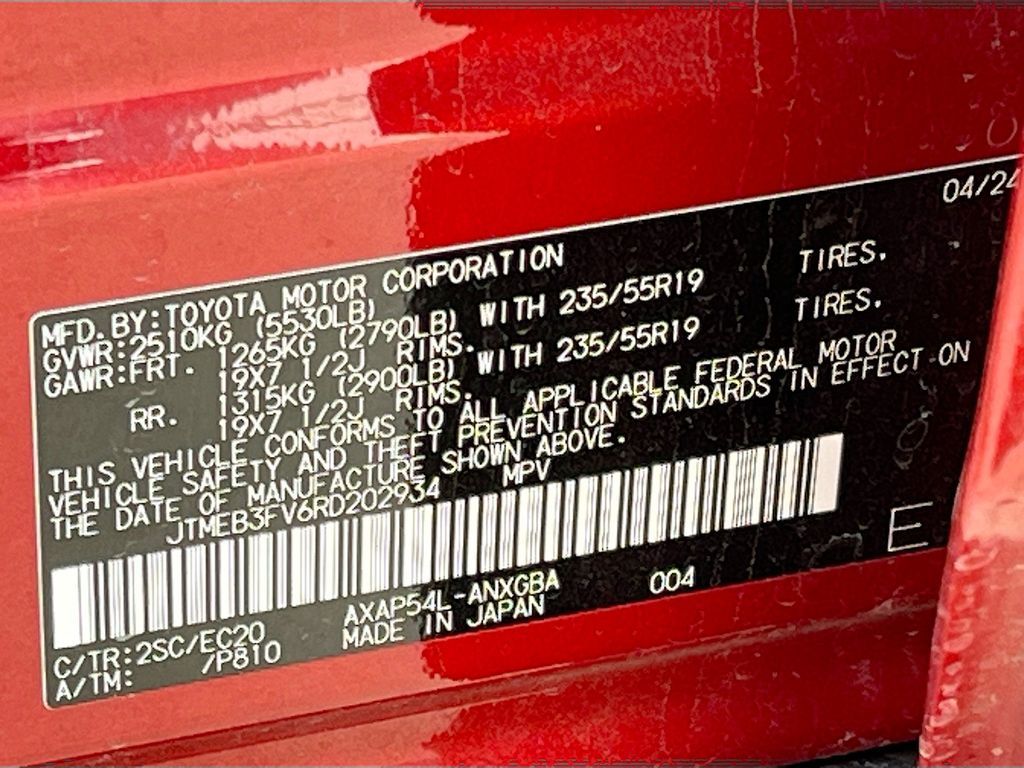 04/24
MFD. BY: TOYOTA MOTOR CORPORATION
GVWR: 2510KG (5530LB)
GAWR: FRT. 1265KG (2790LB) WITH 235/55R19 TIRES.
19X7 1/2J RIMS.
RR. 1315KG (2900LB) WITH 235/55R19 TIRES.
19X7 1/2J RIMS.
THIS VEHICLE CONFORMS TO ALL APPLICABLE FEDERAL MOTOR
VEHICLE SAFETY AND THEFT PREVENTION STANDARDS IN EFFECT ON
THE DATE OF MANUFACTURE SHOWN ABOVE.
JTMEB3FV6RD202934 MPV
E
AXAP54L-ANXGBA 004
C/TR: 2SC/EC20 MADE IN JAPAN
A/TM: /P810